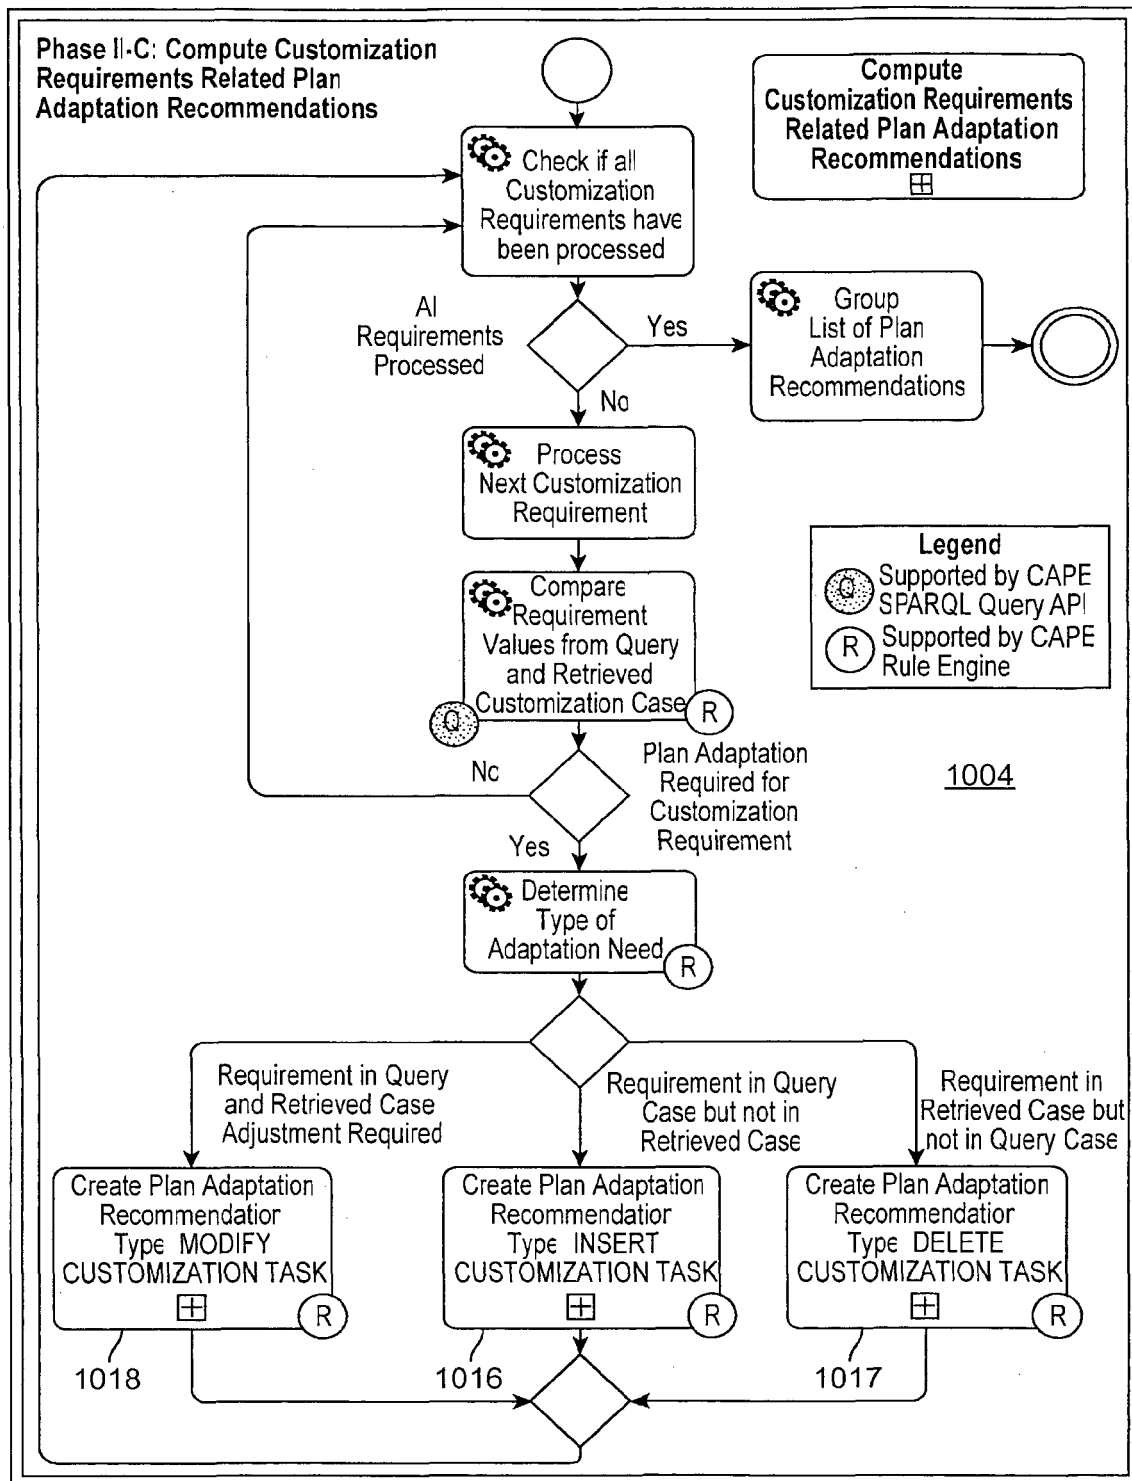 Phase II-C: Compute Customization
Requirements Related Plan
Adaptation Recommendations
Compute
Customization Requirements
Related Plan Adaptation
Recommendations
Check if all
Customization
Requirements have
been processed
Al
Requirements
Processed
Yes
Group
List of Plan
Adaptation
Recommendations
No
Process
Next Customization
Requirement
Legend
Q Supported by CAPE
SPARQL Query API
R Supported by CAPE
Rule Engine
Compare
Requirement
Values from Query
and Retrieved
Customization Case
Q
R
No
Plan Adaptation
Required for
Customization
Requirement
1004
Yes
Determine
Type of
Adaptation Need
R
Requirement in Query
and Retrieved Case
Adjustment Required
Requirement in Query
Case but not in
Retrieved Case
Requirement in
Retrieved Case but
not in Query Case
Create Plan Adaptation
Recommendatior
Type MODIFY
CUSTOMIZATION TASK
R
Create Plan Adaptation
Recommendatior
Type INSERT
CUSTOMIZATION TASK
R
Create Plan Adaptation
Recommendatior
Type DELETE
CUSTOMIZATION TASK
R
1018
1016
1017